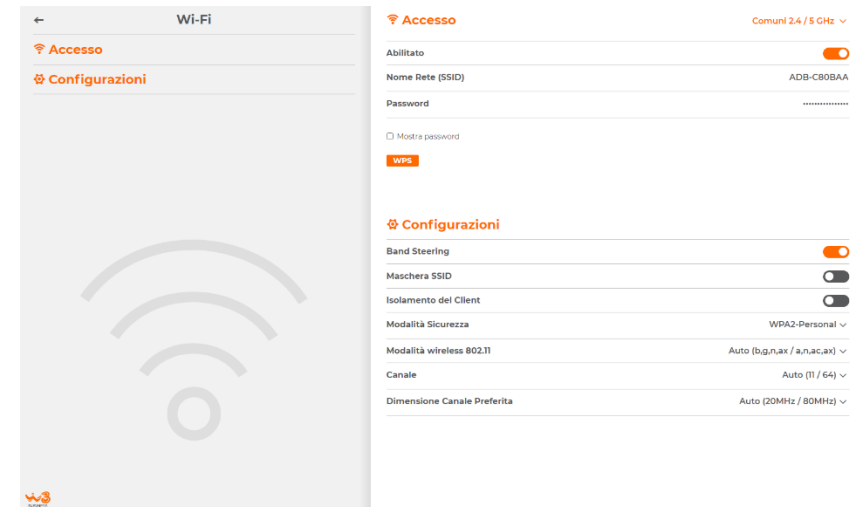 Wi-Fi
Accesso
Configurazioni
W3
Accesso
Comuni 2.4 / 5 GHz
Abilitato
Nome Rete (SSID) ADB-C80BAA
Password ................
Mostra password
WPS
Configurazioni
Band Steering
Maschera SSID
Isolamento del Client
Modalità Sicurezza WPA2-Personal
Modalità wireless 802.11 Auto (b,g,n,ax / a,n,ac,ax)
Canale Auto (11 / 64)
Dimensione Canale Preferita Auto (20MHz / 80MHz)